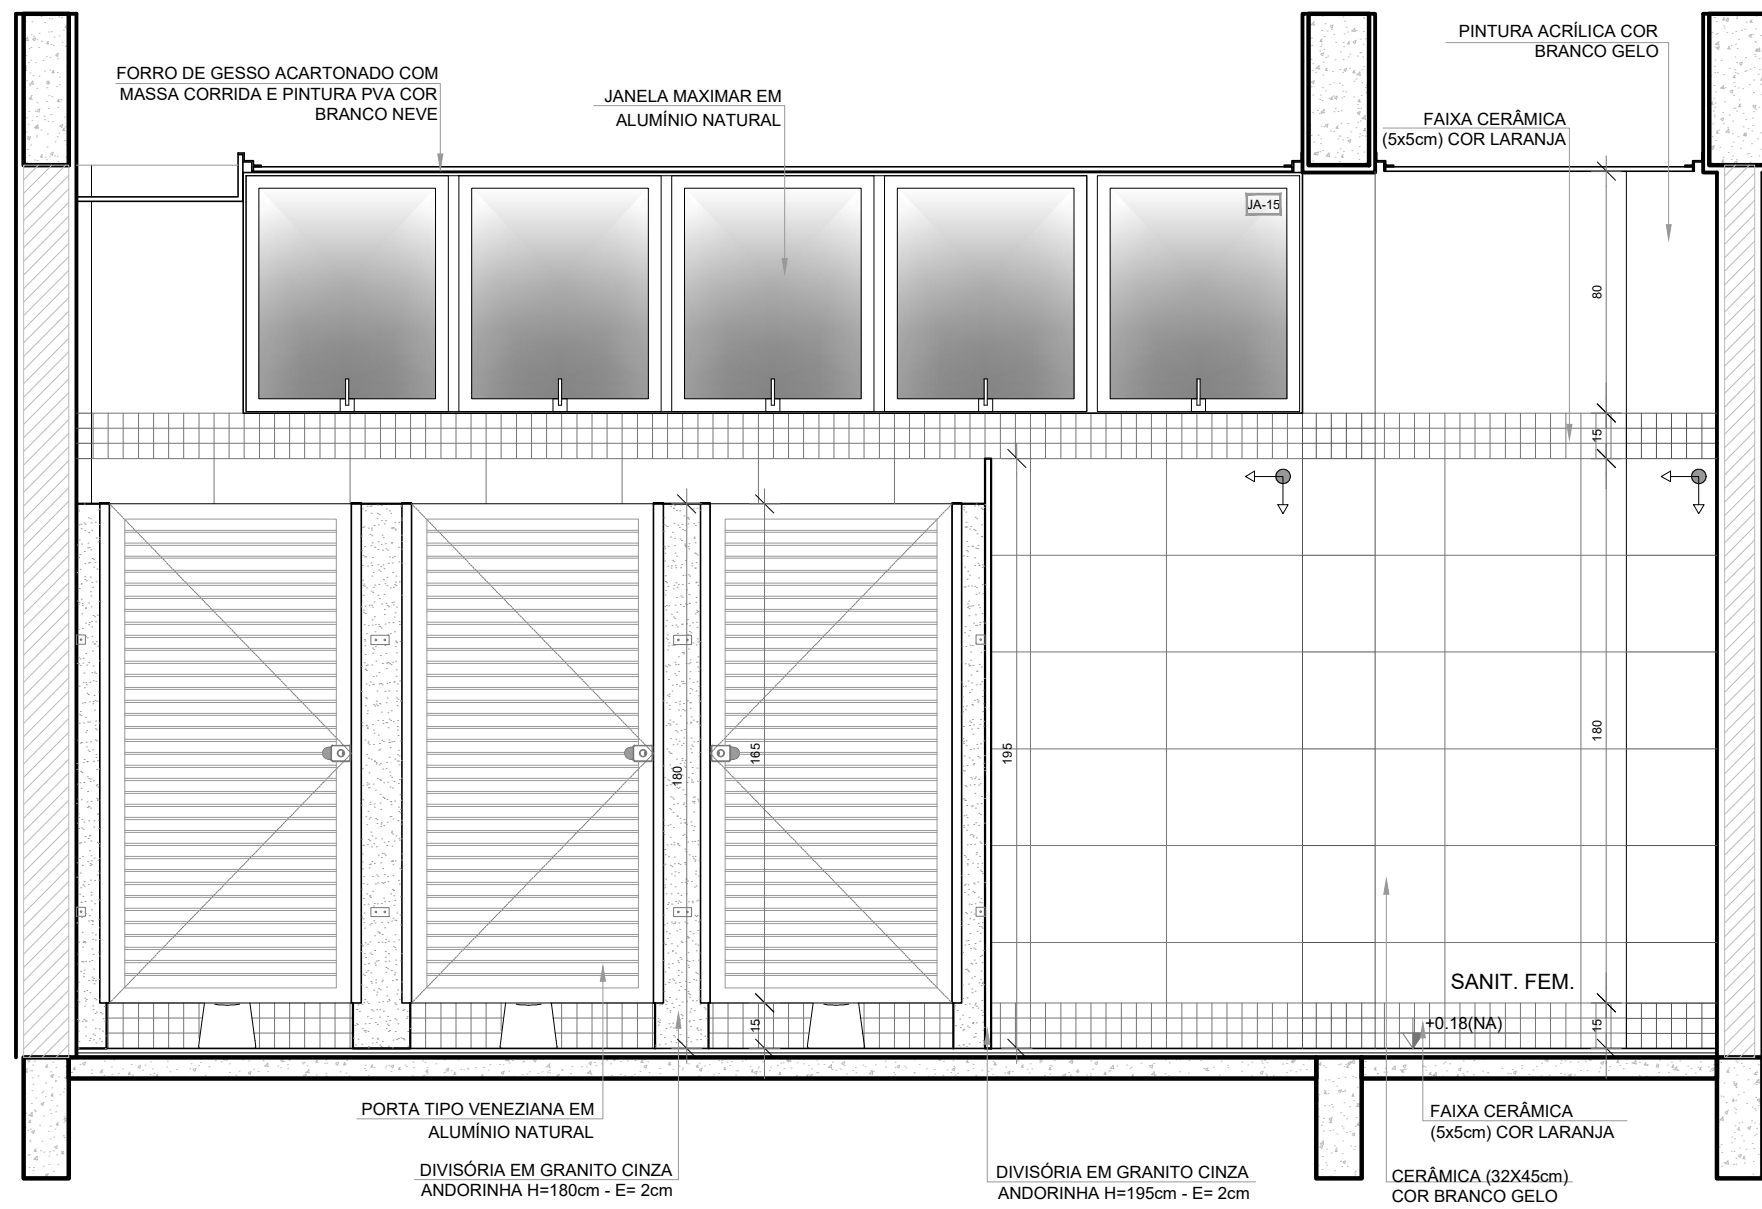 PINTURA ACRÍLICA COR
BRANCO GELO
FORRO DE GESSO ACARTONADO COM
MASSA CORRIDA E PINTURA PVA COR
BRANCO NEVE
JANELA MAXIMAR EM
ALUMÍNIO NATURAL
FAIXA CERÂMICA
(5x5cm) COR LARANJA
JA-15
80
15
180
165
195
180
SANIT. FEM.
+0.18(NA)
15
15
PORTA TIPO VENEZIANA EM
ALUMÍNIO NATURAL
FAIXA CERÂMICA
(5x5cm) COR LARANJA
DIVISÓRIA EM GRANITO CINZA
ANDORINHA H=180cm - E= 2cm
DIVISÓRIA EM GRANITO CINZA
ANDORINHA H=195cm - E= 2cm
CERÂMICA (32X45cm)
COR BRANCO GELO